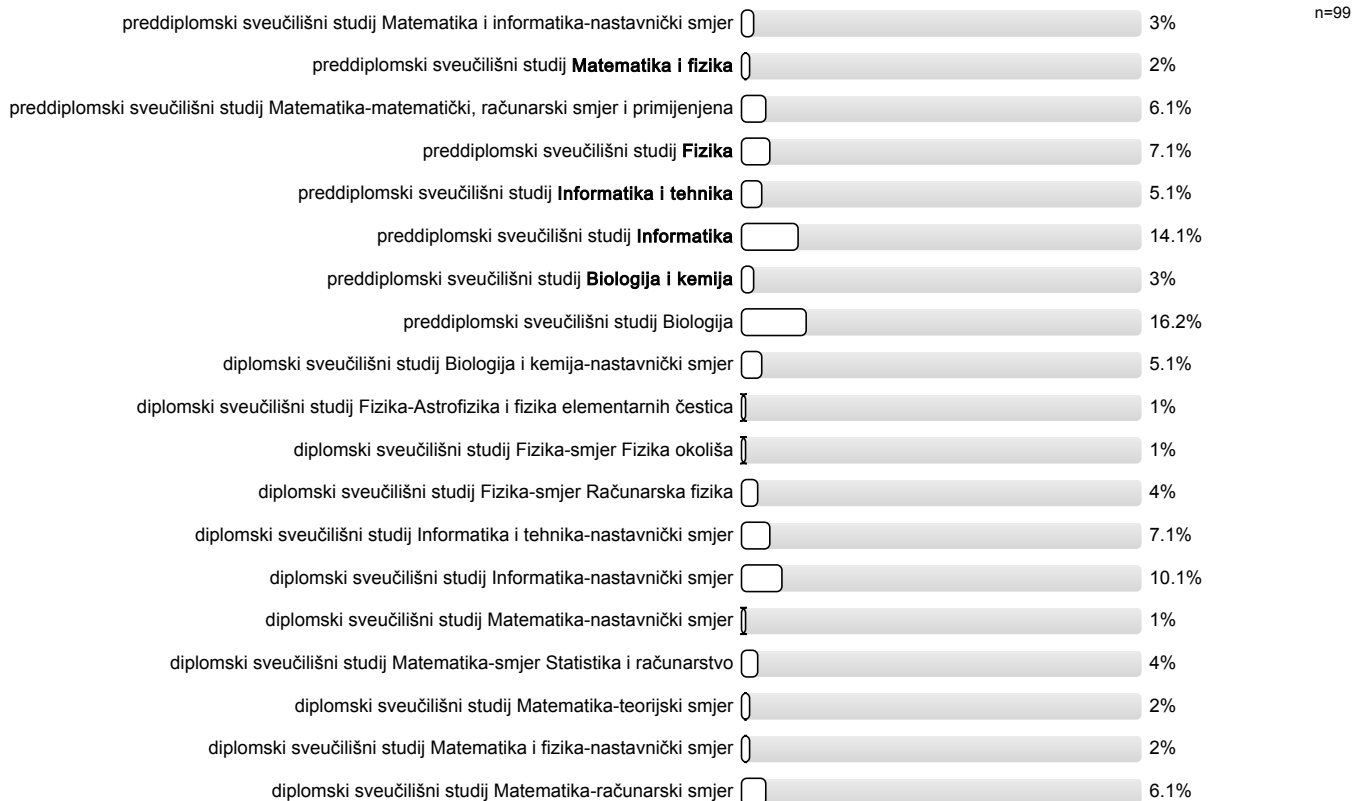 n=99
preddiplomski sveučilišni studij Matematika i informatika-nastavnički smjer 3%
preddiplomski sveučilišni studij Matematika i fizika 2%
preddiplomski sveučilišni studij Matematika-matematički, računarski smjer i primijenjena 6.1%
preddiplomski sveučilišni studij Fizika 7.1%
preddiplomski sveučilišni studij Informatika i tehnika 5.1%
preddiplomski sveučilišni studij Informatika 14.1%
preddiplomski sveučilišni studij Biologija i kemija 3%
preddiplomski sveučilišni studij Biologija 16.2%
diplomski sveučilišni studij Biologija i kemija-nastavnički smjer 5.1%
diplomski sveučilišni studij Fizika-Astrofizika i fizika elementarnih čestica 1%
diplomski sveučilišni studij Fizika-smjer Fizika okoliša 1%
diplomski sveučilišni studij Fizika-smjer Računarska fizika 4%
diplomski sveučilišni studij Informatika i tehnika-nastavnički smjer 7.1%
diplomski sveučilišni studij Informatika-nastavnički smjer 10.1%
diplomski sveučilišni studij Matematika-nastavnički smjer 1%
diplomski sveučilišni studij Matematika-smjer Statistika i računarstvo 4%
diplomski sveučilišni studij Matematika-teorijski smjer 2%
diplomski sveučilišni studij Matematika i fizika-nastavnički smjer 2%
diplomski sveučilišni studij Matematika-računarski smjer 6.1%